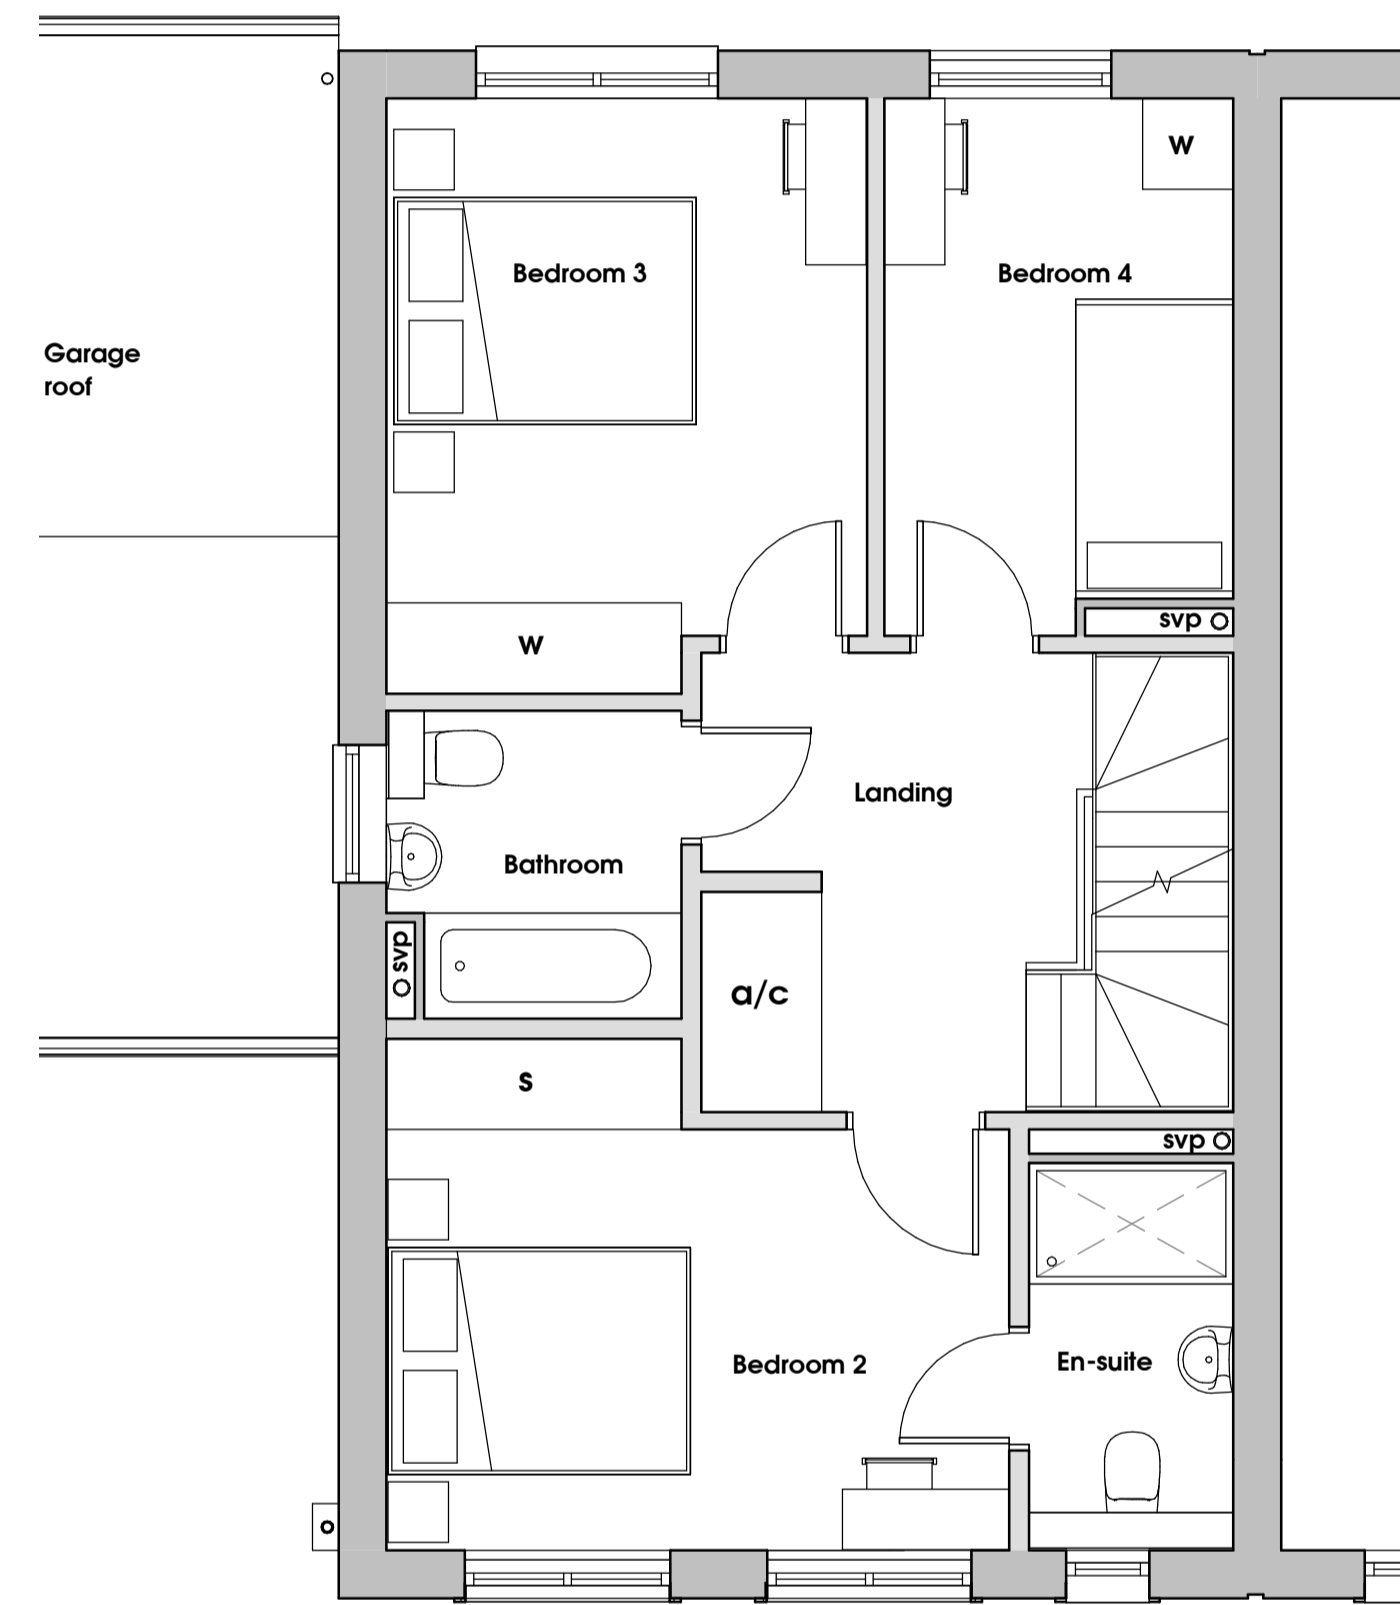 W
Bedroom 3
Bedroom 4
Garage
roof
svp
W
Landing
Bathroom
svp
a/c
S
svp
Bedroom 2
En-suite